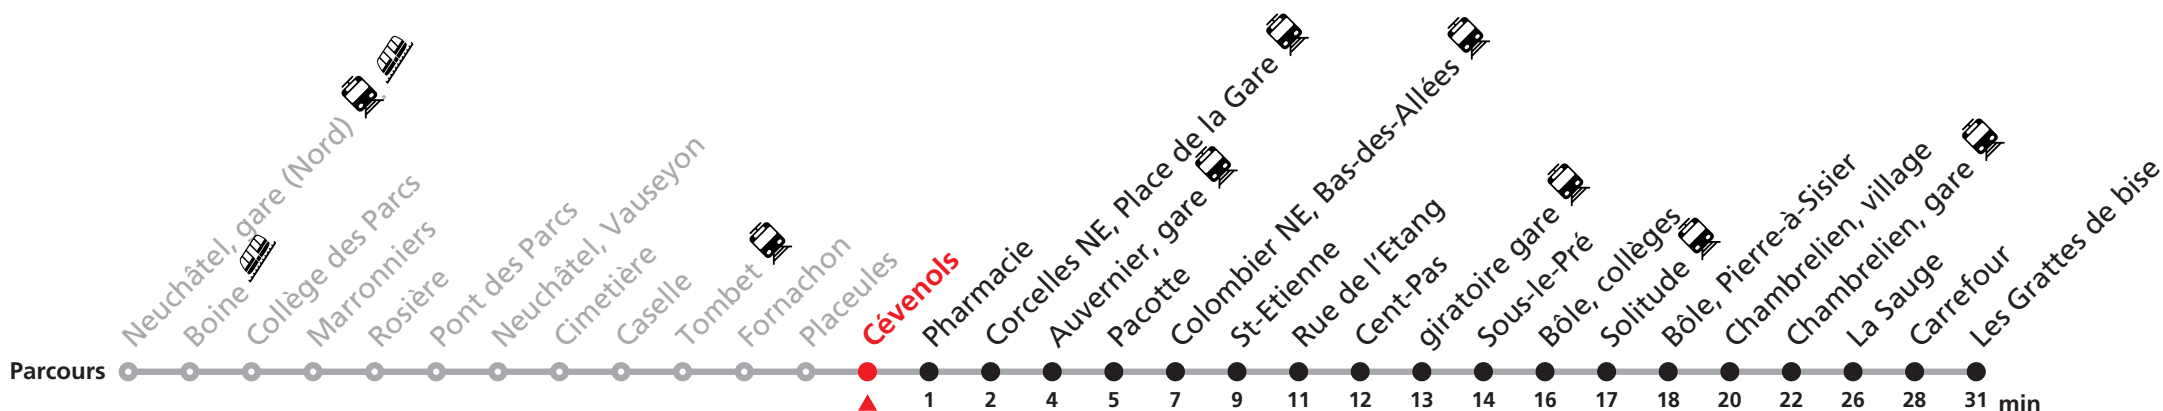 Neuchâtel, gare (Nord)
Boine
Collège des Parcs
Marronniers
Rosière
Pont des Parcs
Neuchâtel, Vauseyon
Cimetière
Caselle
Tombet
Fornachon
Placeules
Cévenols
Pharmacie
Corcelles NE, Place de la Gare
Auvernier, gare
Pacotte
Colombier NE, Bas-des-Allées
St-Etienne
Rue de l'Etang
Cent-Pas
giratoire gare
Sous-le-Pré
Bôle, collèges
Solitude
Bôle, Pierre-à-Sisier
Chambrelien, village
Chambrelien, gare
La Sauge
Carrefour
Les Grattes de bise
Parcours
1 2 4 5 7 9 11 12 13 14 16 17 18 20 22 26 28 31 min